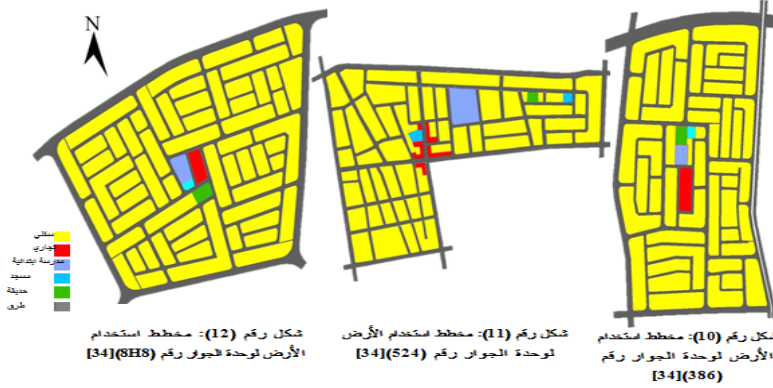 N
سكني
تجاري
مدرسة ابتدائية
مسجد
حديقة
طرق
شكل رقم (10): مخطط استخدام
الأرض لوحدة الجوار رقم
(386)[34]
شكل رقم (11): مخطط استخدام الأرض
لوحدة الجوار رقم (524)[34]
شكل رقم (12): مخطط استخدام
الأرض لوحدة الجوار رقم (8H8)[34]